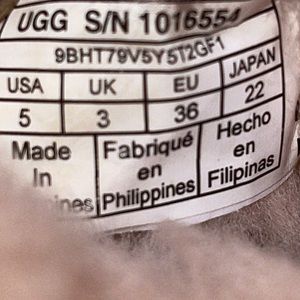 UGG S/N 1016554
9BHT79V5Y5T2GF1
USA UK EU JAPAN
5 3 36 22
Made Fabriqué Hecho
In en en
Philippines Filipinas